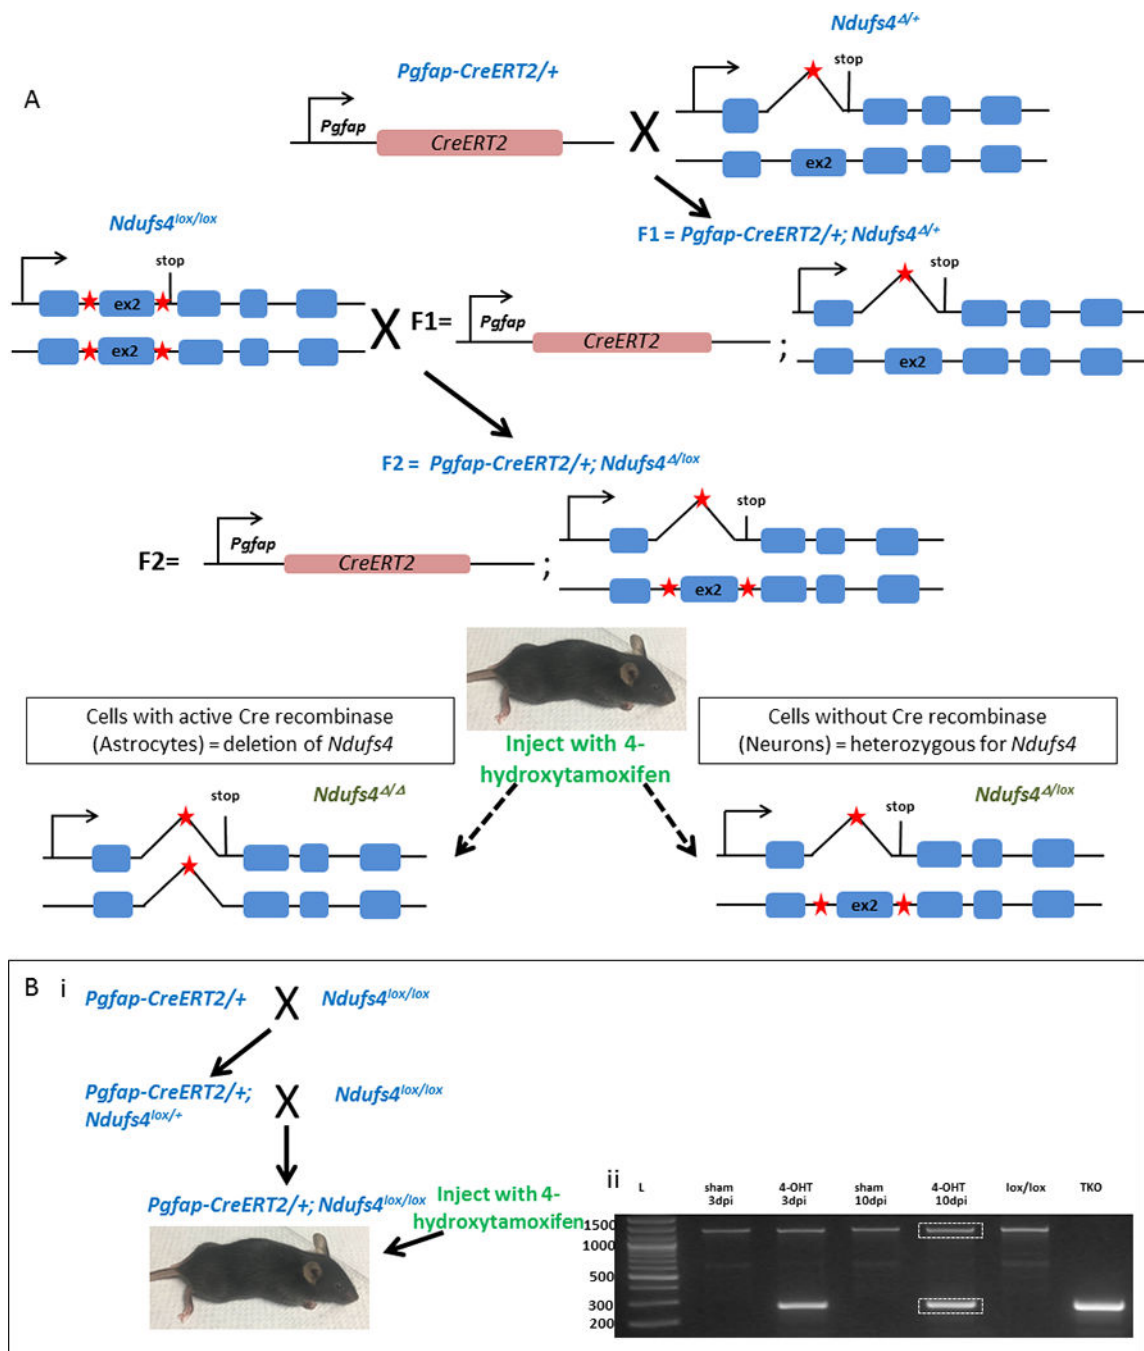 A
Pgfap-CreERT2/+
Ndufs4Δ/+
stop
Pgfap
CreERT2
X
ex2
Ndufs4lox/lox
F1 = Pgfap-CreERT2/+; Ndufs4Δ/+
stop
ex2
ex2
X
F1=
Pgfap
CreERT2
;
stop
ex2
F2 = Pgfap-CreERT2/+; Ndufs4Δ/lox
F2=
Pgfap
CreERT2
;
stop
ex2
Cells with active Cre recombinase
(Astrocytes) = deletion of Ndufs4
Inject with 4-
hydroxytamoxifen
Cells without Cre recombinase
(Neurons) = heterozygous for Ndufs4
Ndufs4Δ/Δ
stop
Ndufs4Δ/lox
stop
ex2
B i
Pgfap-CreERT2/+ X Ndufs4lox/lox
Pgfap-CreERT2/+;
Ndufs4lox/+
X
Ndufs4lox/lox
Pgfap-CreERT2/+; Ndufs4lox/lox
Inject with 4-
hydroxytamoxifen
ii
L
sham
3dpi
4-OHT
3dpi
sham
10dpi
4-OHT
10dpi
lox/lox
TKO
1500
1000
500
300
200